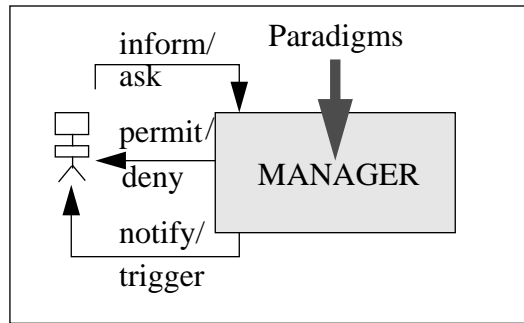 inform/
ask
Paradigms
permit/
deny
MANAGER
notify/
trigger